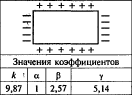 + + + + + +
+ + + + + +
Значения коэффициентов
k α β γ
9,87 1 2,57 5,14